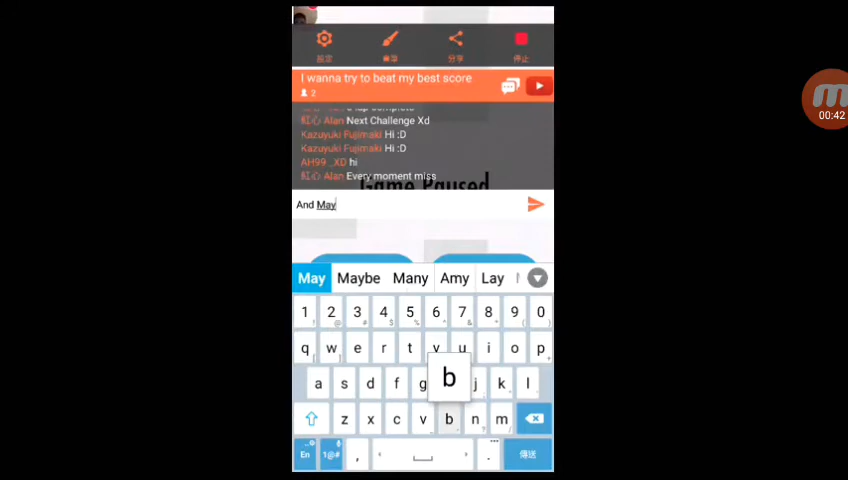 設定
畫筆
分享
停止
00:42
I wanna try to beat my best score
2
紅心 Alan Next Challenge Xd
Kazuyuki Fujimaki Hi :D
Kazuyuki Fujimaki Hi :D
AH99 _XD hi
紅心 Alan Every moment miss
Game Paused
And May
May Maybe Many Amy Lay
1 2 3 4 5 6 7 8 9 0
q w e r t y u i o p
a s d f g b j k l
z x c v b n m
En 1@# , . 傳送